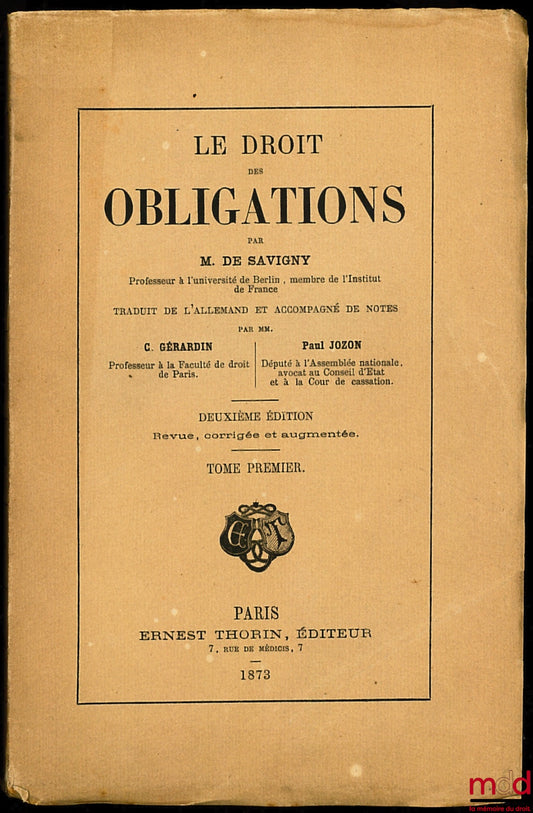 LE DROIT
DES
OBLIGATIONS
PAR
M. DE SAVIGNY
Professeur à l'université de Berlin, membre de l'Institut
de France
TRADUIT DE L'ALLEMAND ET ACCOMPAGNÉ DE NOTES
PAR MM.
C. GÉRARDIN
Professeur à la Faculté de droit
de Paris.
Paul JOZON
Député à l'Assemblée nationale,
avocat au Conseil d'Etat
et à la Cour de cassation.
DEUXIÈME ÉDITION
Revue, corrigée et augmentée.
TOME PREMIER.
E T
PARIS
ERNEST THORIN, ÉDITEUR
7, RUE DE MÉDICIS, 7
1873
mdd
la mémoire du droit.